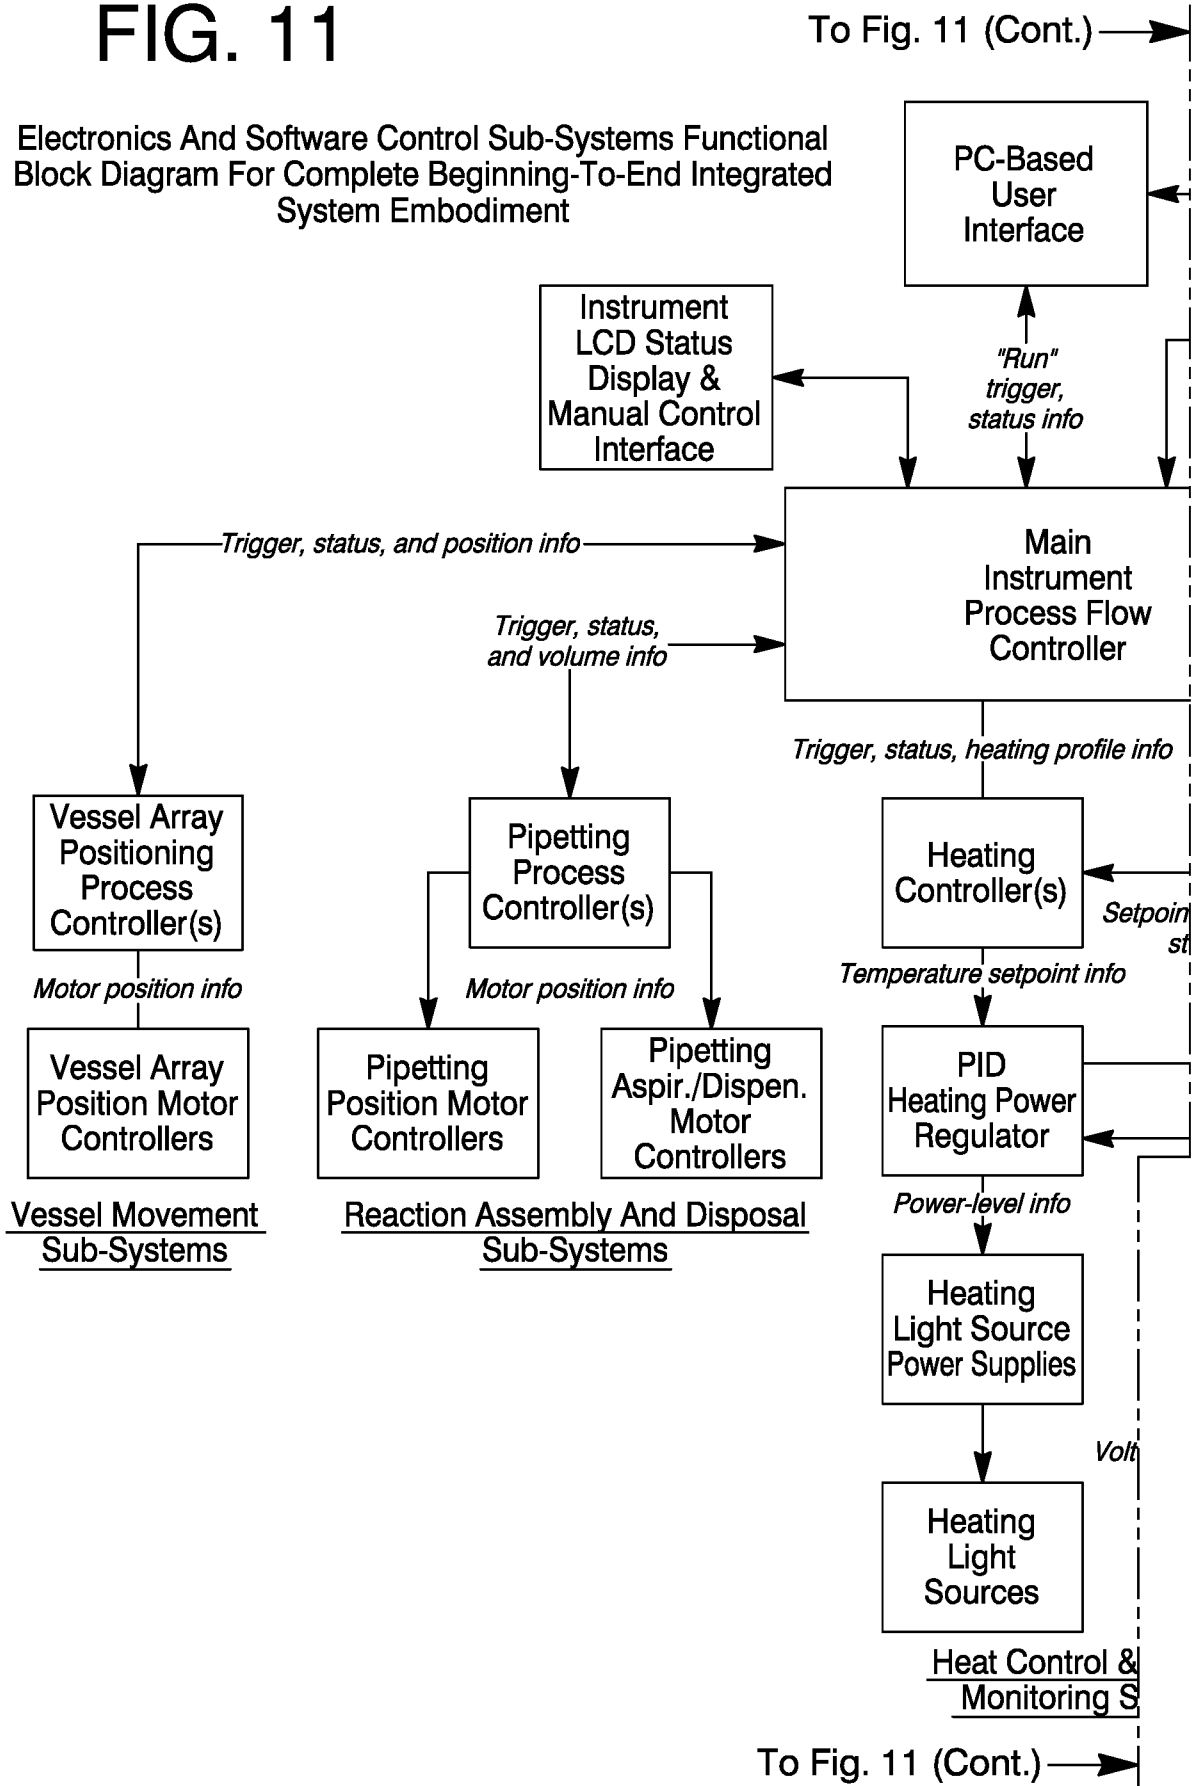 FIG. 11
To Fig. 11 (Cont.)
Electronics And Software Control Sub-Systems Functional
Block Diagram For Complete Beginning-To-End Integrated
System Embodiment
PC-Based
User
Interface
Instrument
LCD Status
Display &
Manual Control
Interface
"Run"
trigger,
status info
Trigger, status, and position info
Main
Instrument
Process Flow
Controller
Trigger, status,
and volume info
Trigger, status, heating profile info
Vessel Array
Positioning
Process
Controller(s)
Pipetting
Process
Controller(s)
Heating
Controller(s)
Setpoin
st
Motor position info
Motor position info
Temperature setpoint info
Vessel Array
Position Motor
Controllers
Pipetting
Position Motor
Controllers
Pipetting
Aspir./Dispen.
Motor
Controllers
PID
Heating Power
Regulator
Vessel Movement
Sub-Systems
Reaction Assembly And Disposal
Sub-Systems
Power-level info
Heating
Light Source
Power Supplies
Volt
Heating
Light
Sources
Heat Control &
Monitoring S
To Fig. 11 (Cont.)